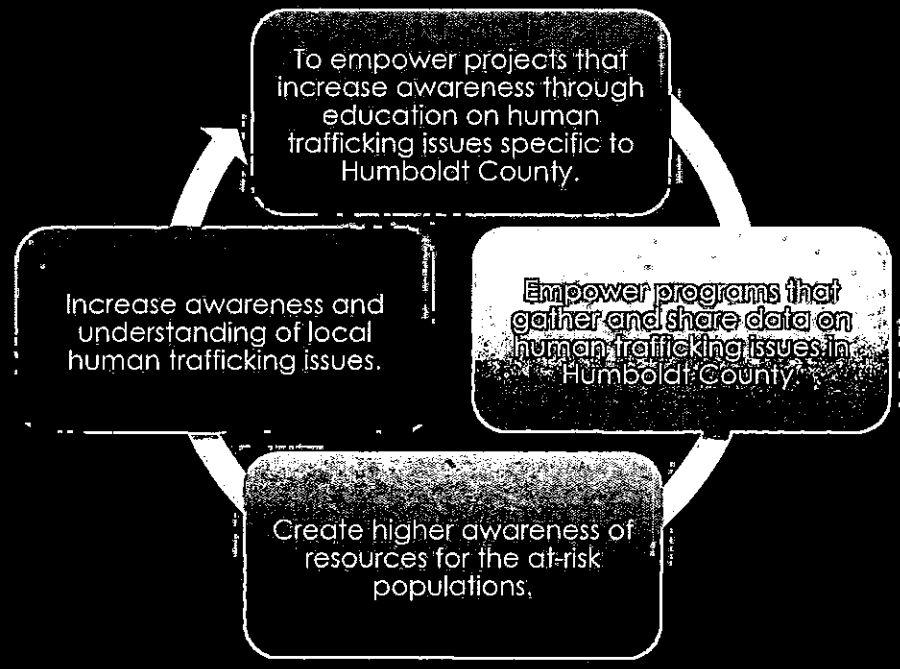 To empower projects that
increase awareness through
education on human
trafficking issues specific to
Humboldt County.
Empower programs that
gather and share data on
human trafficking issues in
Humboldt County.
Create higher awareness of
resources for the at-risk
populations.
Increase awareness and
understanding of local
human trafficking issues.